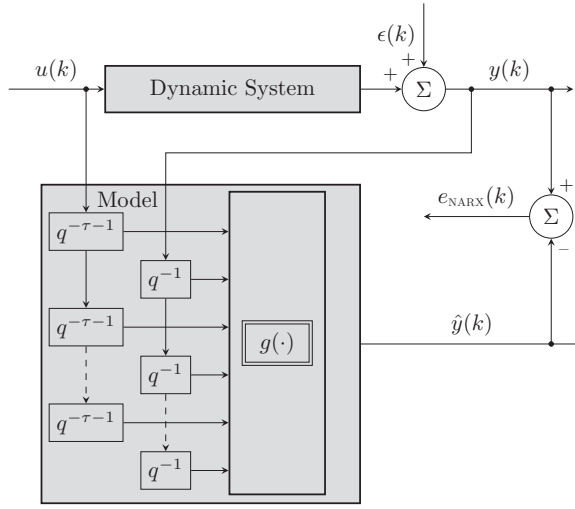 ϵ(k)
u(k)
Dynamic System
+
+
Σ
y(k)
Model
e_NARX(k)
+
Σ
−
q^{−τ−1}
q^{−1}
q^{−τ−1}
g(·)
ŷ(k)
q^{−1}
q^{−τ−1}
q^{−1}